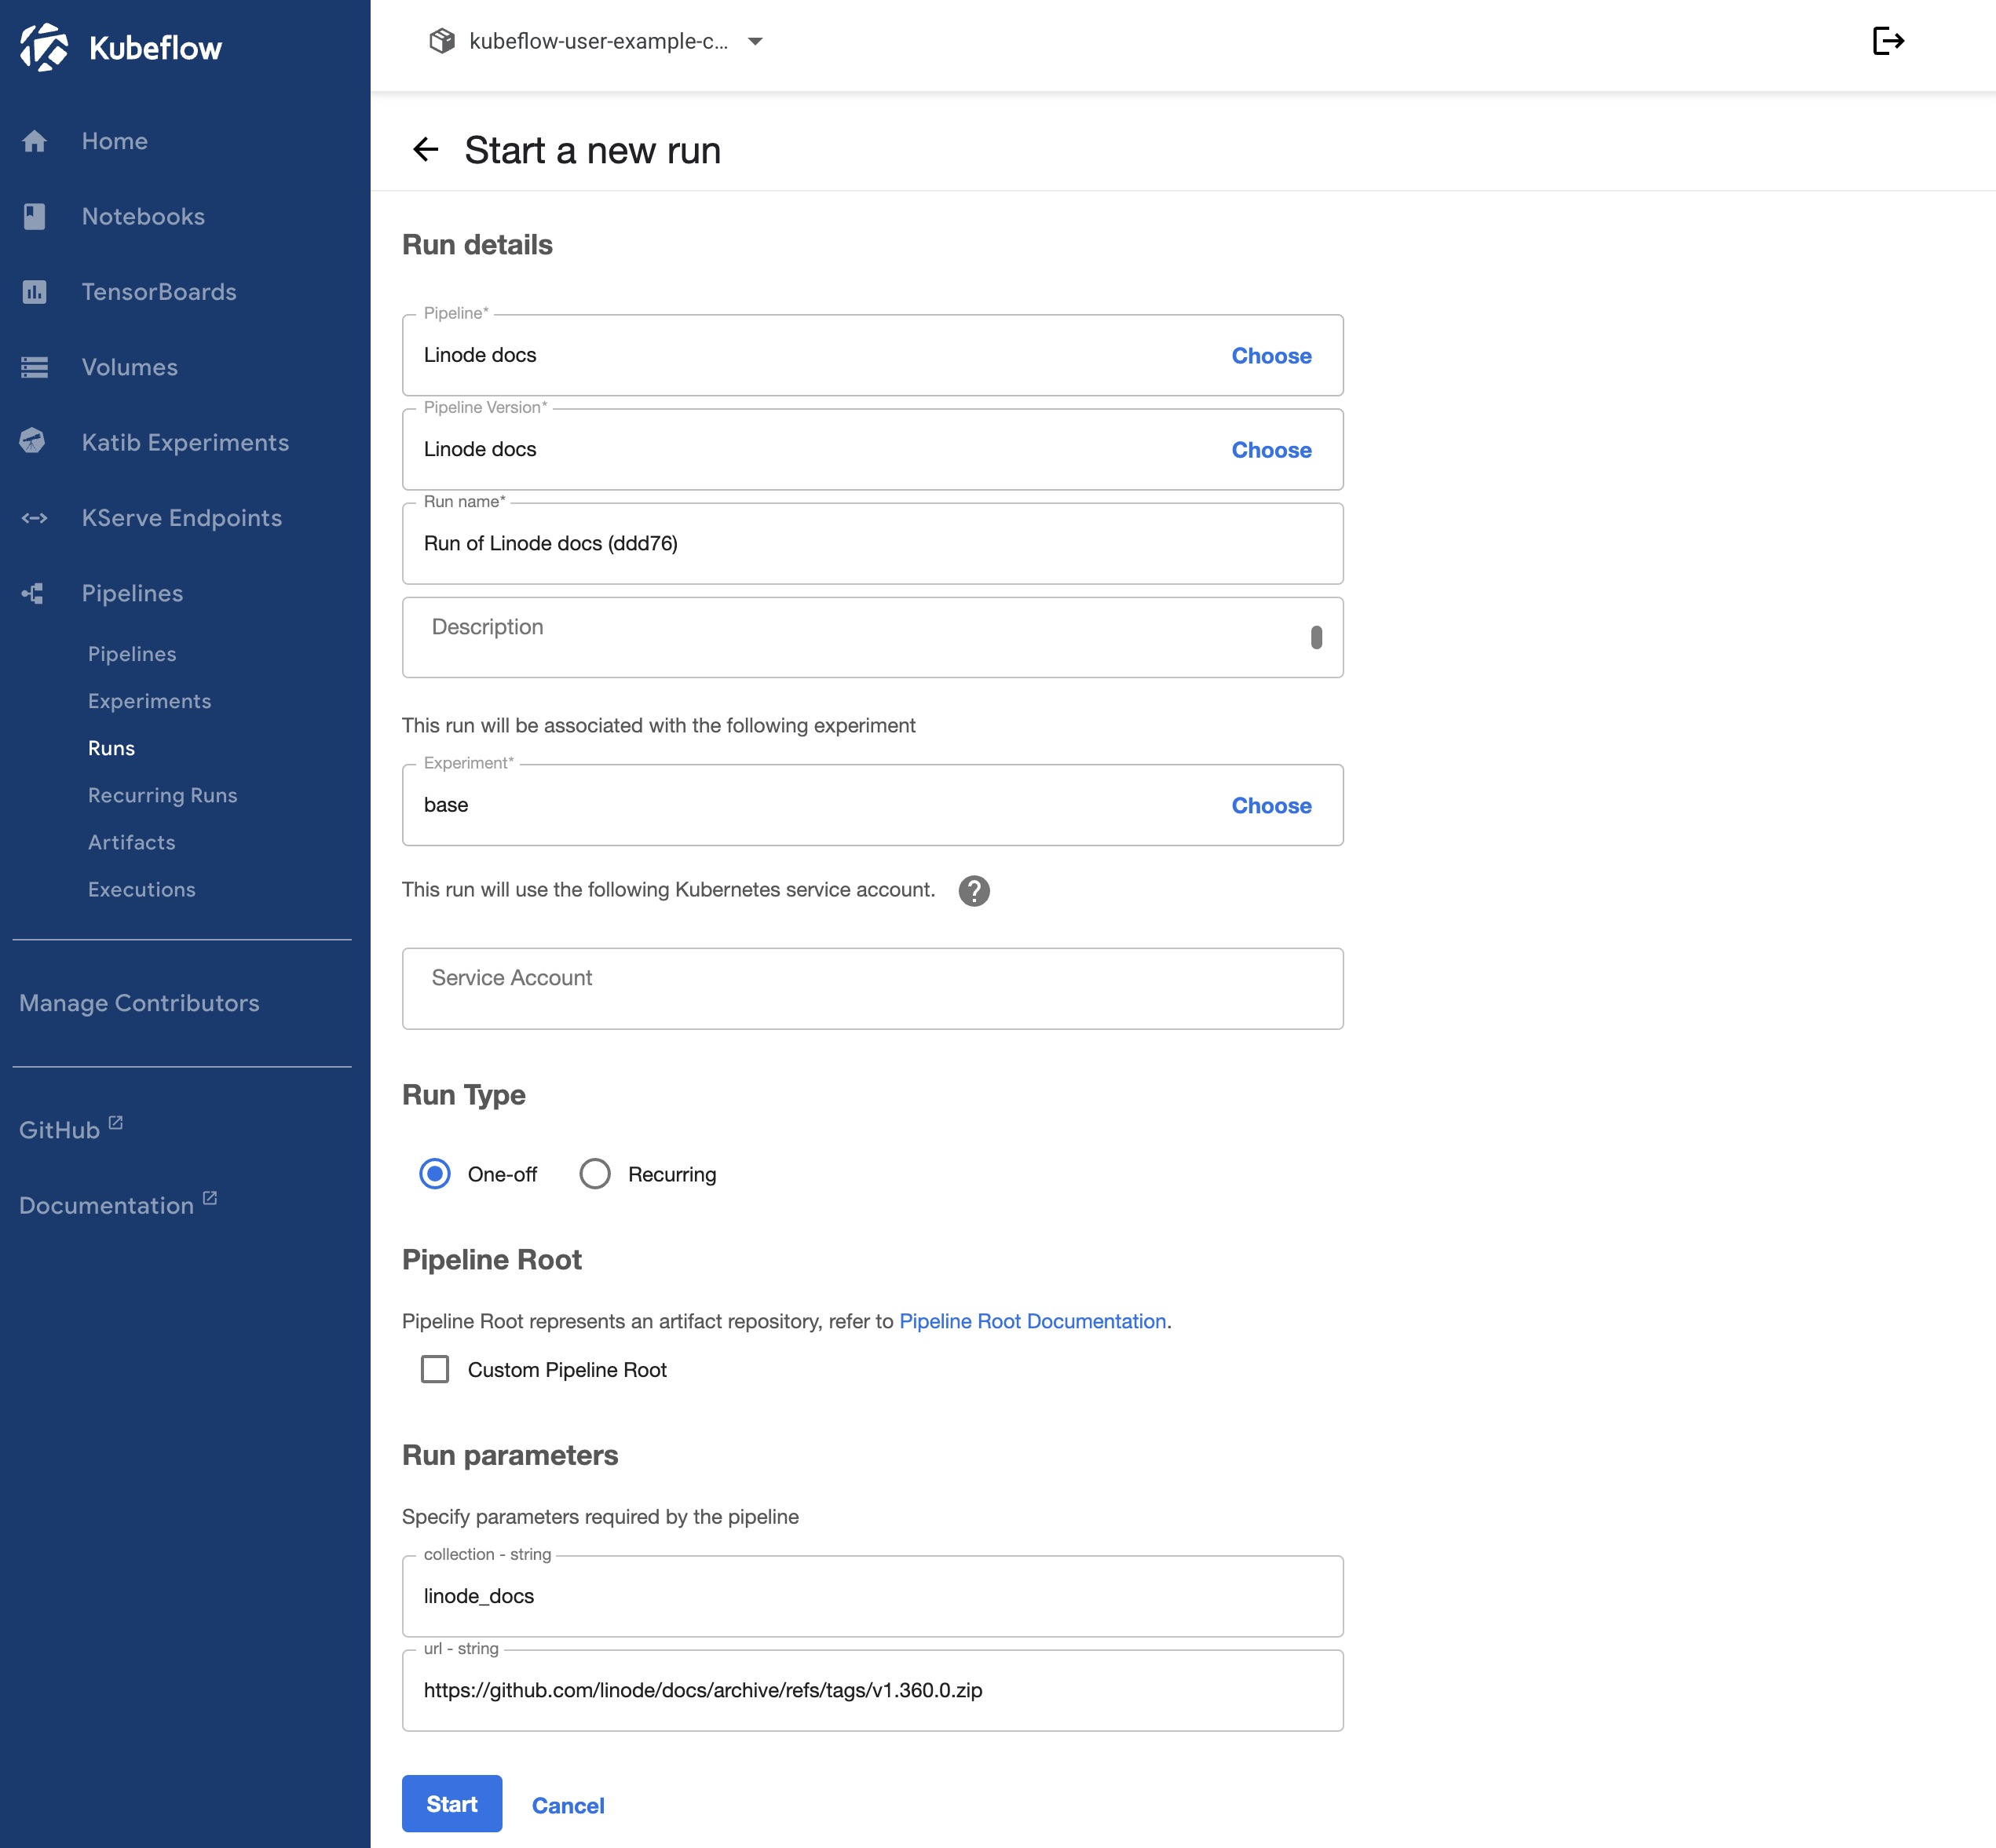 Kubeflow
Home
Notebooks
TensorBoards
Volumes
Katib Experiments
KServe Endpoints
Pipelines
Pipelines
Experiments
Runs
Recurring Runs
Artifacts
Executions
Manage Contributors
GitHub
Documentation
kubeflow-user-example-c...
Start a new run
Run details
Pipeline*
Linode docs
Choose
Pipeline Version*
Linode docs
Choose
Run name*
Run of Linode docs (ddd76)
Description
This run will be associated with the following experiment
Experiment*
base
Choose
This run will use the following Kubernetes service account. ?
Service Account
Run Type
One-off Recurring
Pipeline Root
Pipeline Root represents an artifact repository, refer to Pipeline Root Documentation.
Custom Pipeline Root
Run parameters
Specify parameters required by the pipeline
collection - string
linode_docs
url - string
https://github.com/linode/docs/archive/refs/tags/v1.360.0.zip
Start Cancel